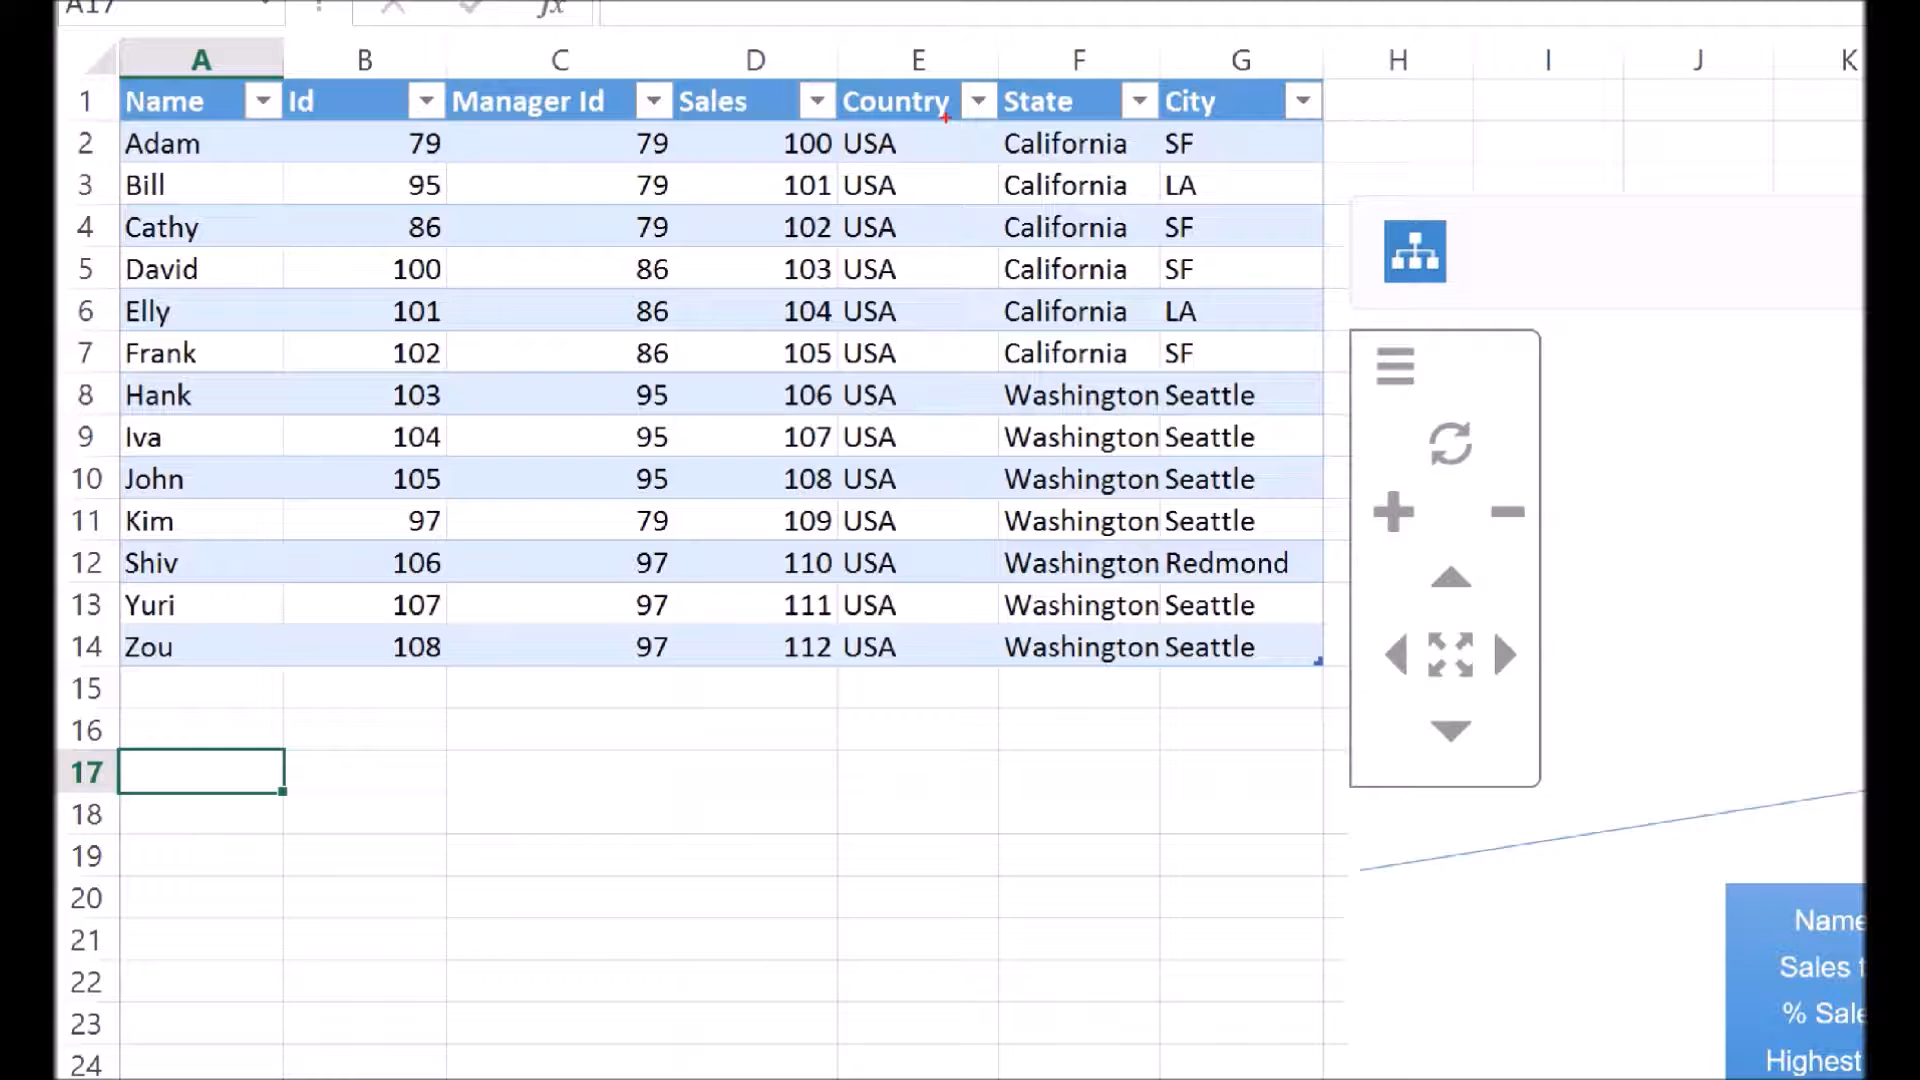 A17 fx
A B C D E F G H I J K
1 Name Id Manager Id Sales Country State City
2 Adam 79 79 100 USA California SF
3 Bill 95 79 101 USA California LA
4 Cathy 86 79 102 USA California SF
5 David 100 86 103 USA California SF
6 Elly 101 86 104 USA California LA
7 Frank 102 86 105 USA California SF
8 Hank 103 95 106 USA Washington Seattle
9 Iva 104 95 107 USA Washington Seattle
10 John 105 95 108 USA Washington Seattle
11 Kim 97 79 109 USA Washington Seattle
12 Shiv 106 97 110 USA Washington Redmond
13 Yuri 107 97 111 USA Washington Seattle
14 Zou 108 97 112 USA Washington Seattle
15
16
17
18
19
20
21
22
23
24
Name
Sales
% Sale
Highest